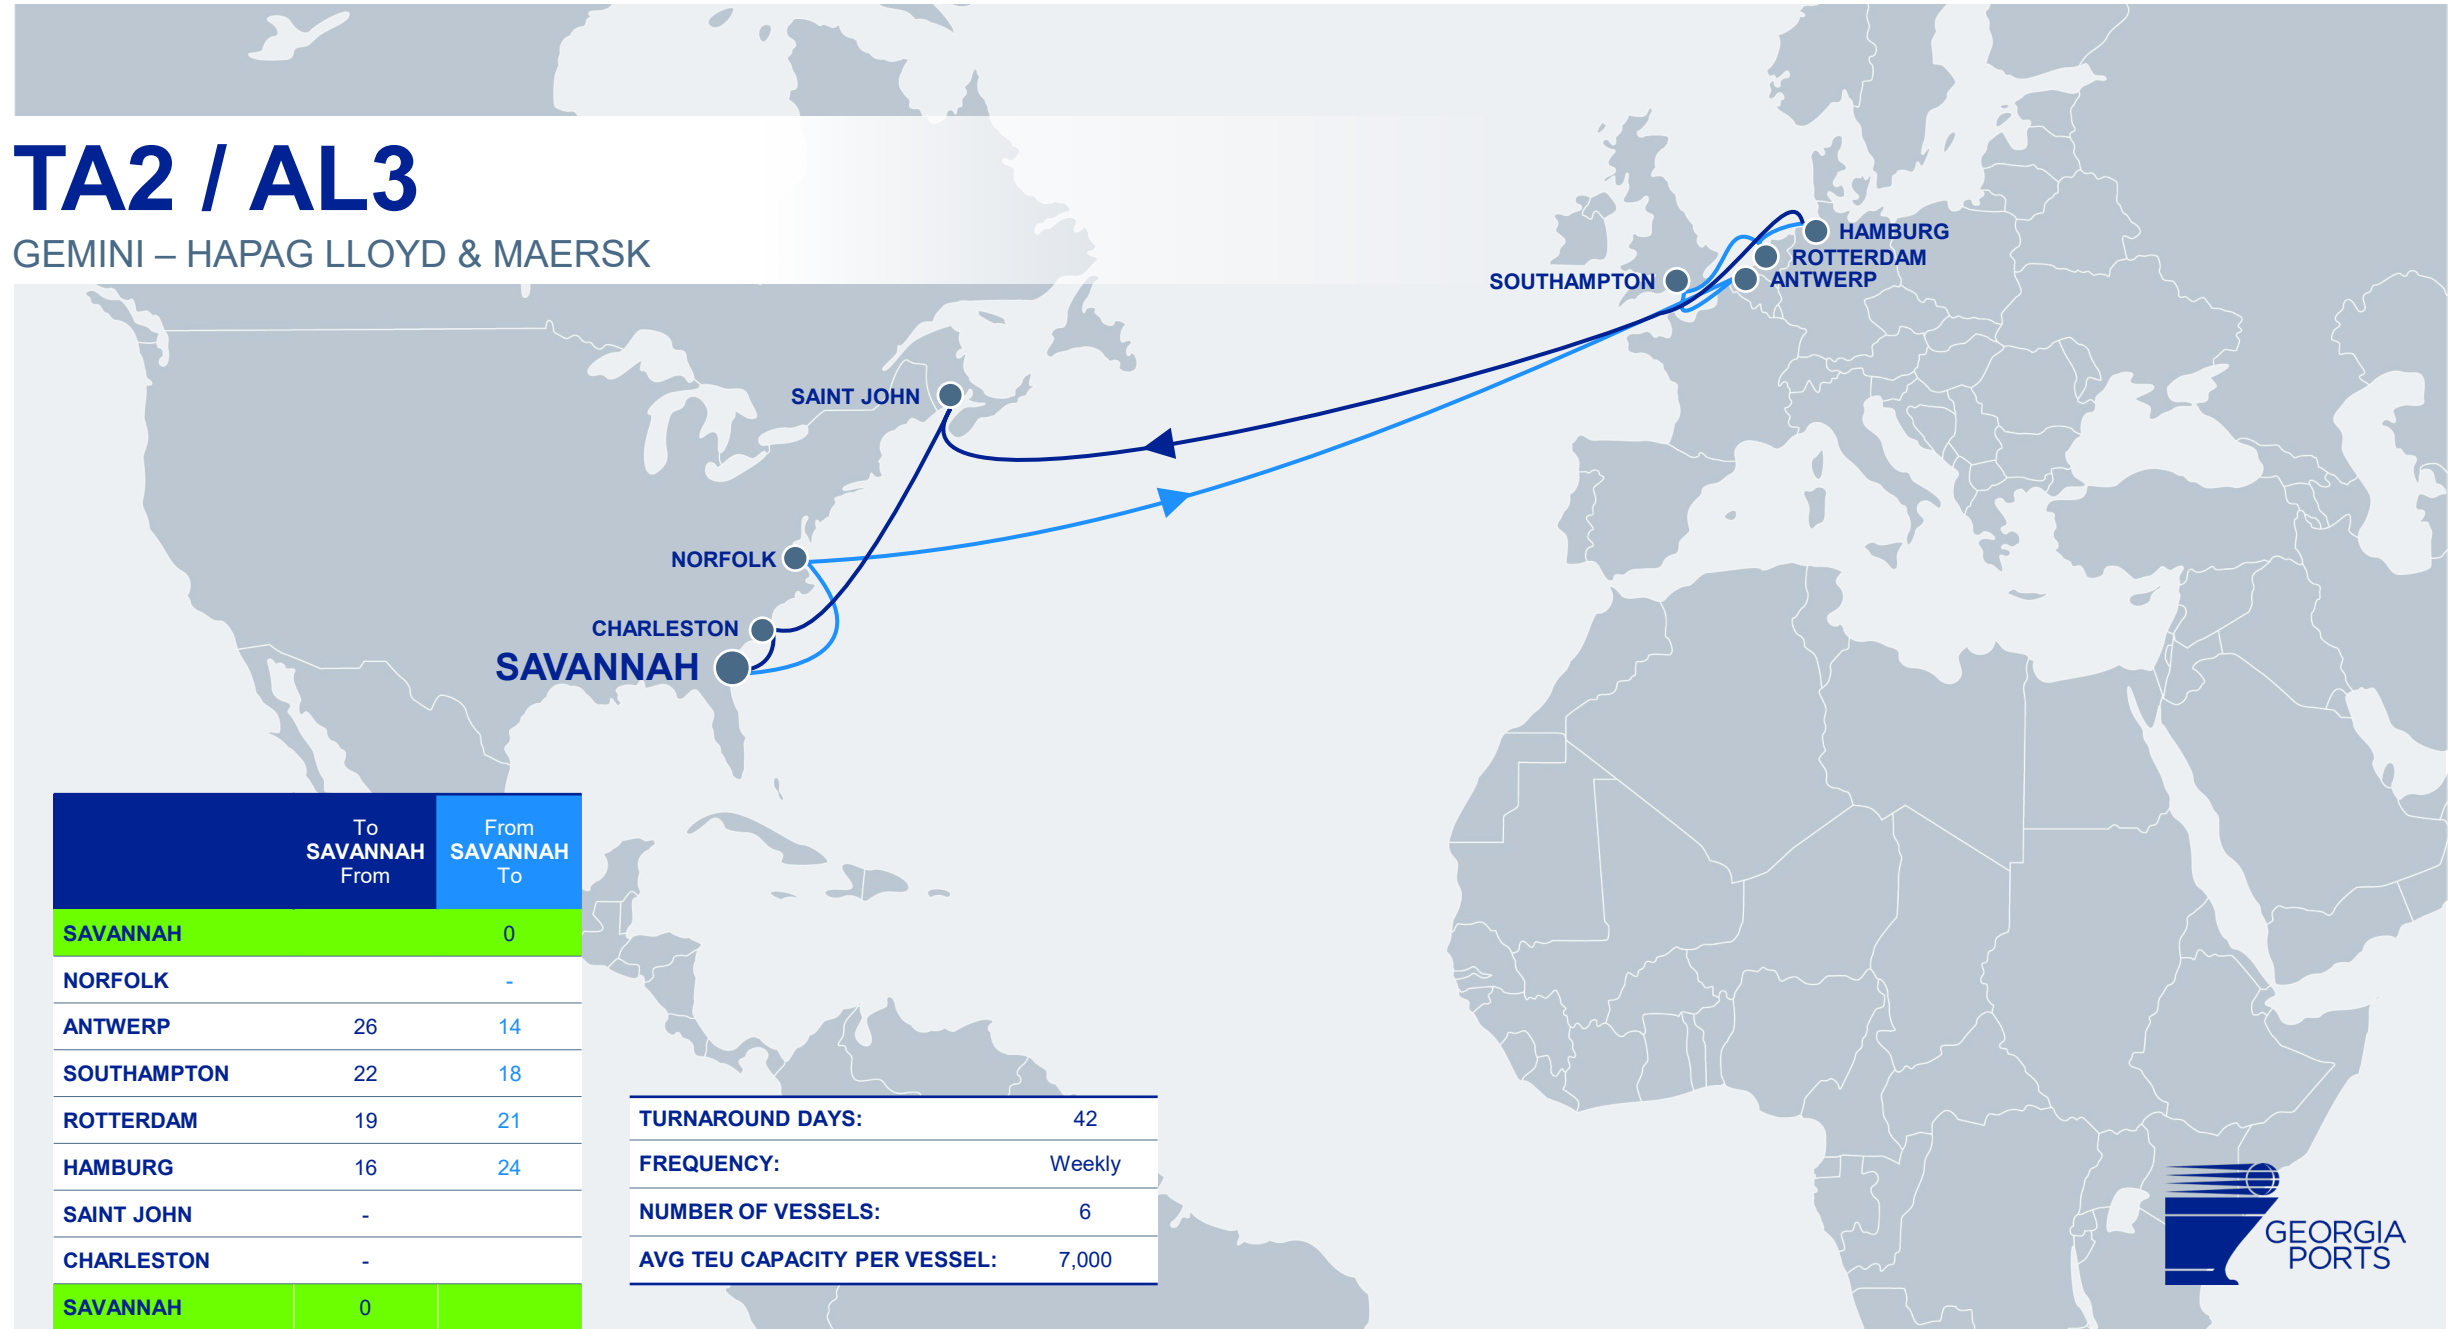 TA2 / AL3
GEMINI – HAPAG LLOYD & MAERSK
HAMBURG
ROTTERDAM
SOUTHAMPTON
ANTWERP
SAINT JOHN
NORFOLK
CHARLESTON
SAVANNAH
To SAVANNAH From
From SAVANNAH To
SAVANNAH 0
NORFOLK -
ANTWERP 26 14
SOUTHAMPTON 22 18
ROTTERDAM 19 21
HAMBURG 16 24
SAINT JOHN -
CHARLESTON -
SAVANNAH 0
TURNAROUND DAYS: 42
FREQUENCY: Weekly
NUMBER OF VESSELS: 6
AVG TEU CAPACITY PER VESSEL: 7,000
GEORGIA
PORTS